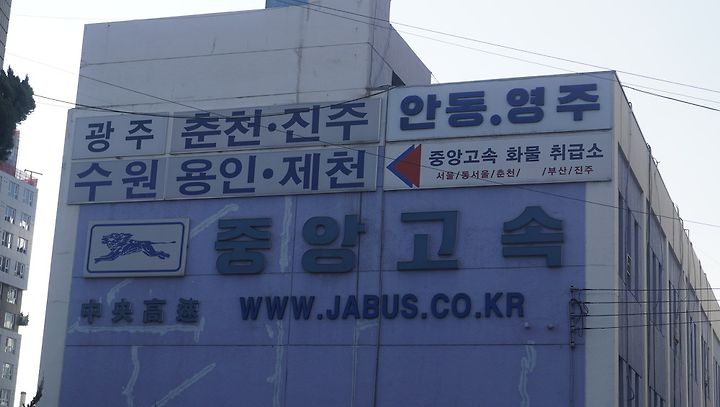 광주 춘천·진주 안동.영주
수원 용인·제천
중앙고속 화물 취급소
서울/동서울/춘천/ /부산/진주
중앙고속
中央高速 WWW.JABUS.CO.KR